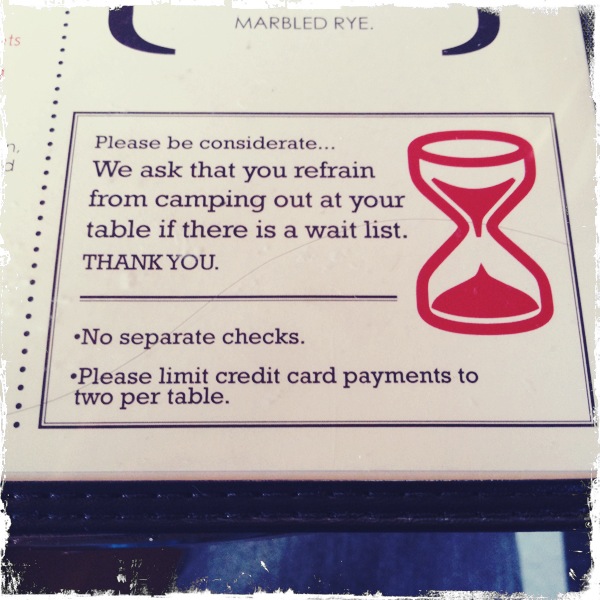 MARBLED RYE.
Please be considerate...
We ask that you refrain
from camping out at your
table if there is a wait list.
THANK YOU.
•No separate checks.
•Please limit credit card payments to
two per table.